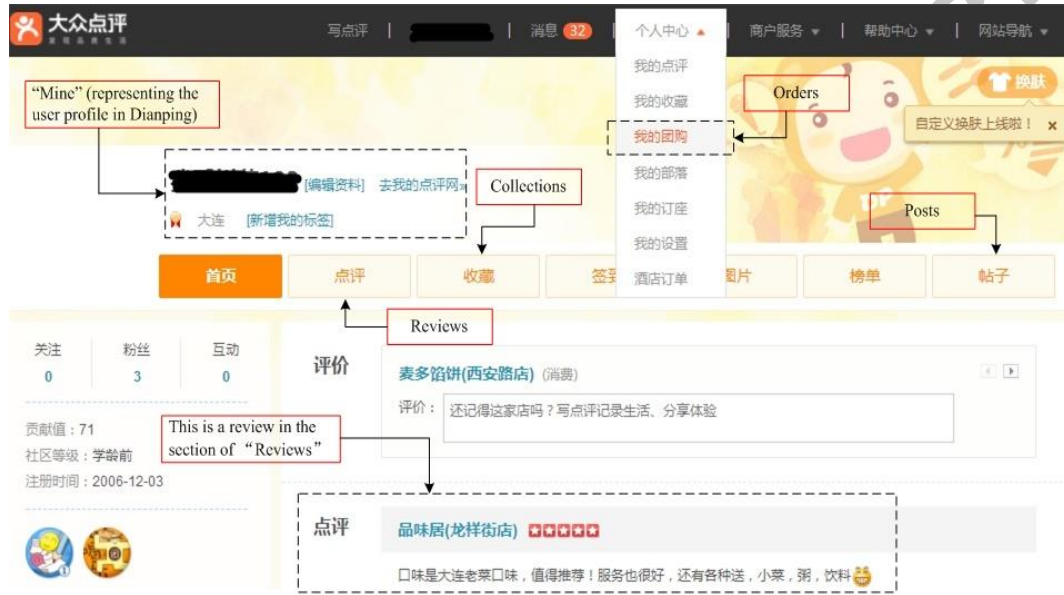 大众点评
发现品质生活
写点评 | | 消息 32 | 个人中心 ▲ | 商户服务 ▼ | 帮助中心 ▼ | 网站导航 ▼
我的点评
我的收藏
我的团购
我的部落
我的订座
我的设置
酒店订单
Orders
换肤
自定义换肤上线啦! ×
“Mine” (representing the
user profile in Dianping)
[编辑资料] 去我的点评网»
大连 [新增我的标签]
Collections
Posts
DP
首页 点评 收藏 签到 图片 榜单 帖子
Reviews
关注 粉丝 互动
0 3 0
贡献值:71
社区等级:学龄前
注册时间:2006-12-03
评价
麦多馅饼(西安路店) (消费)
评价: 还记得这家店吗?写点评记录生活、分享体验
This is a review in the
section of “Reviews”
点评
品味居(龙祥街店)
口味是大连老菜口味,值得推荐!服务也很好,还有各种送,小菜,粥,饮料